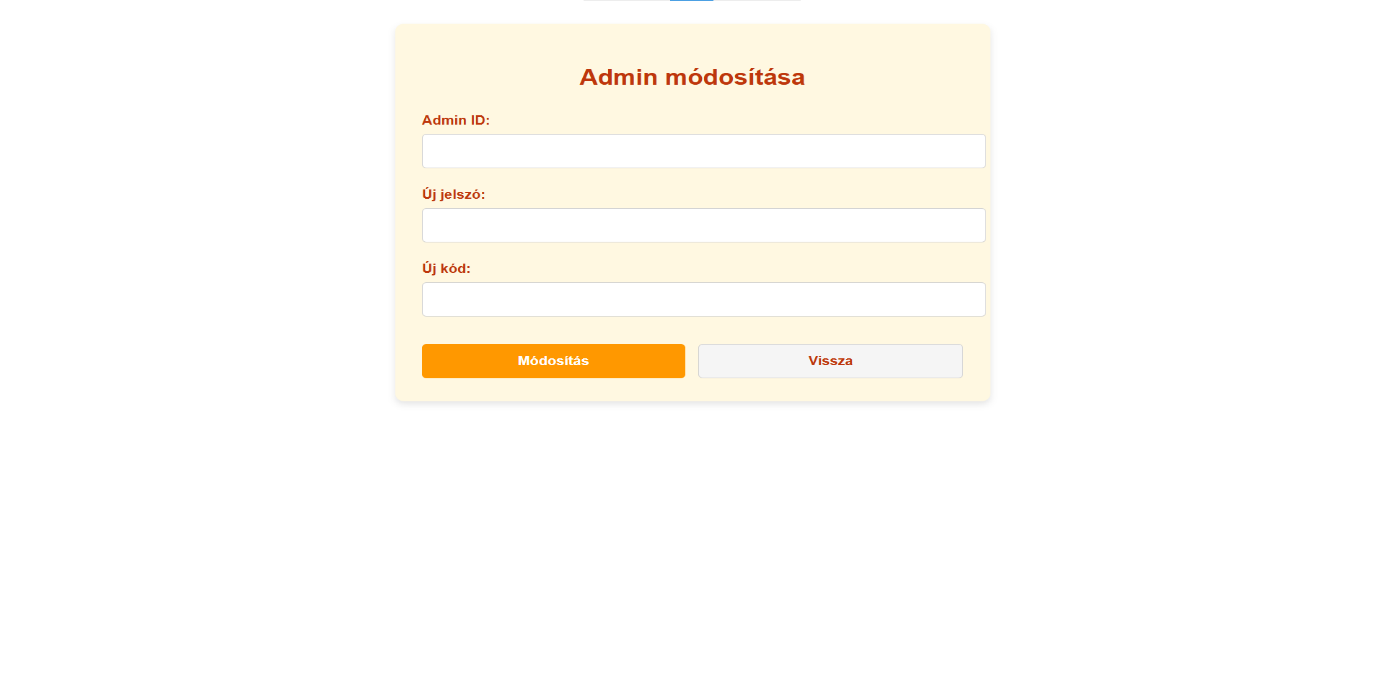 Admin módosítása
Admin ID:
Új jelszó:
Új kód:
Módosítás
Vissza